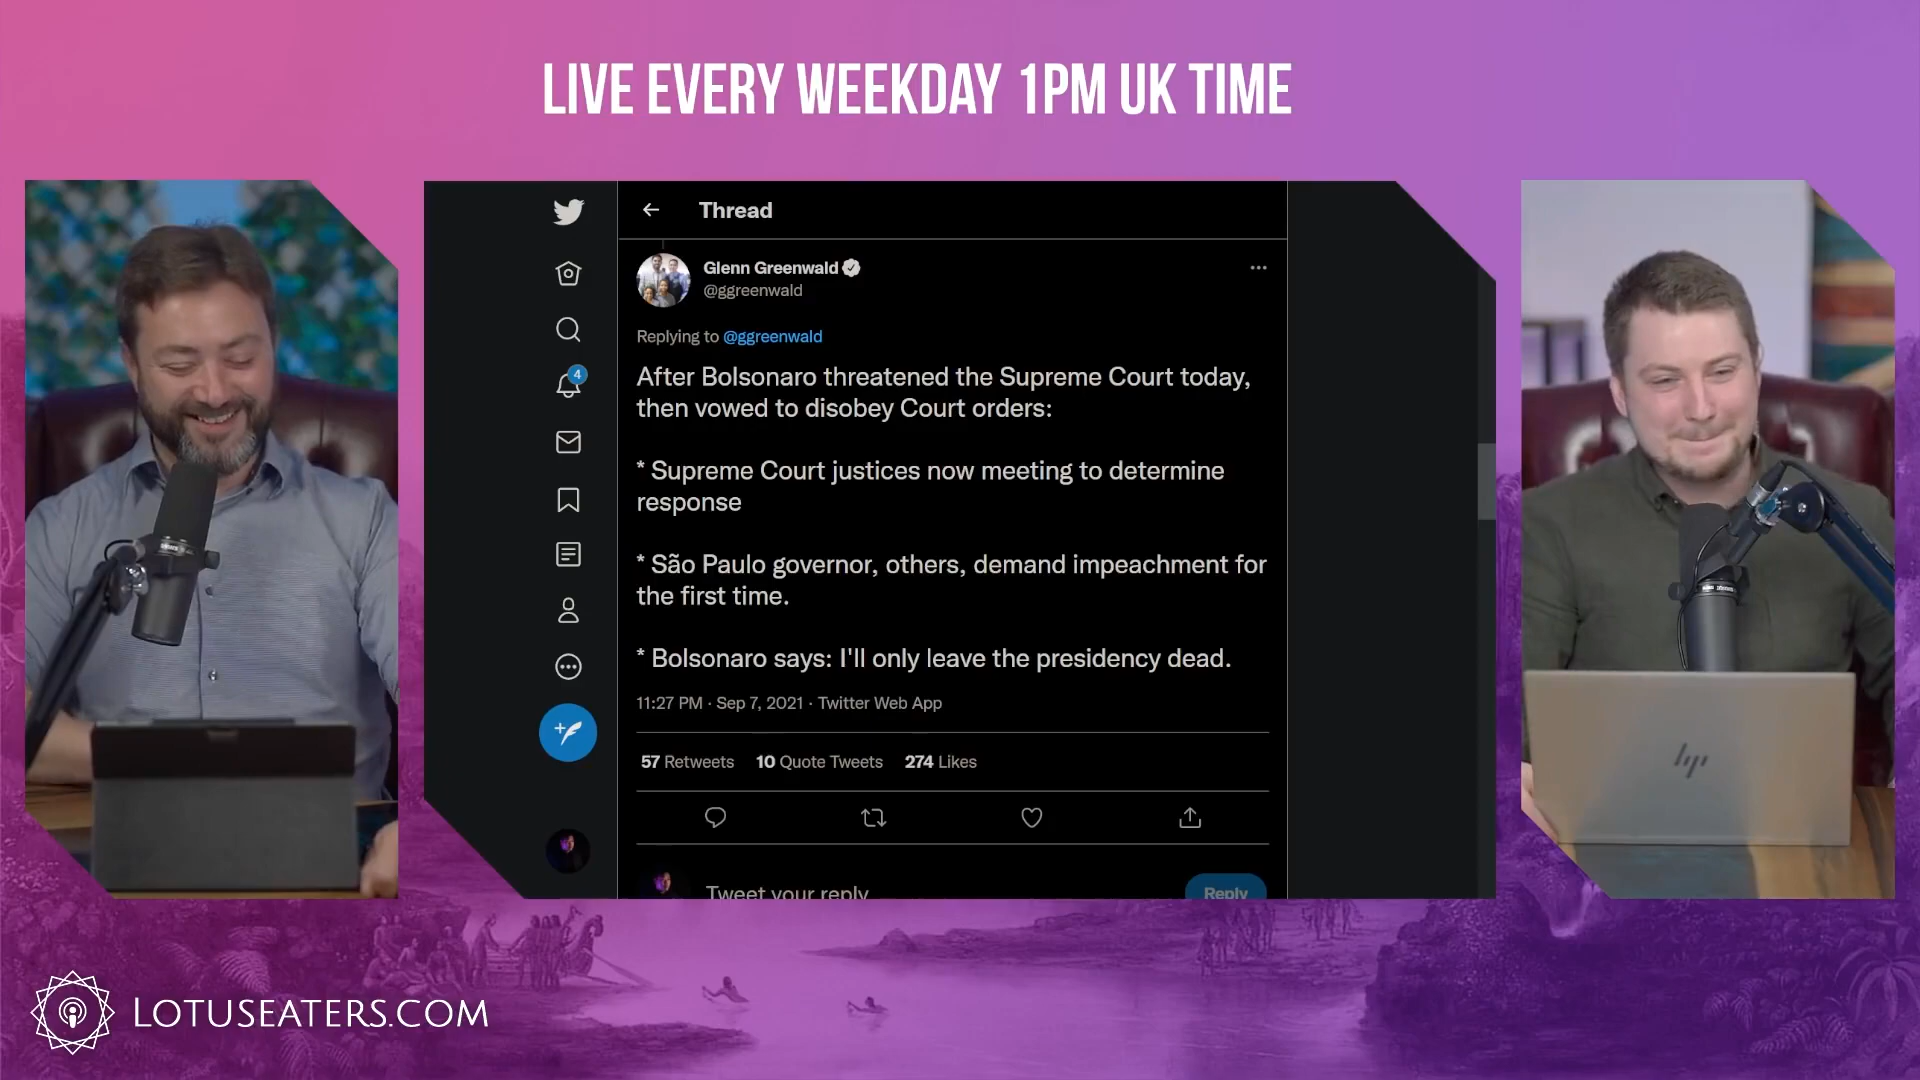 LIVE EVERY WEEKDAY 1PM UK TIME
Thread
Glenn Greenwald
@ggreenwald
Replying to @ggreenwald
After Bolsonaro threatened the Supreme Court today,
then vowed to disobey Court orders:
* Supreme Court justices now meeting to determine
response
* São Paulo governor, others, demand impeachment for
the first time.
* Bolsonaro says: I'll only leave the presidency dead.
11:27 PM · Sep 7, 2021 · Twitter Web App
57 Retweets 10 Quote Tweets 274 Likes
Tweet your reply
Reply
4
hp
LOTUSEATERS.COM